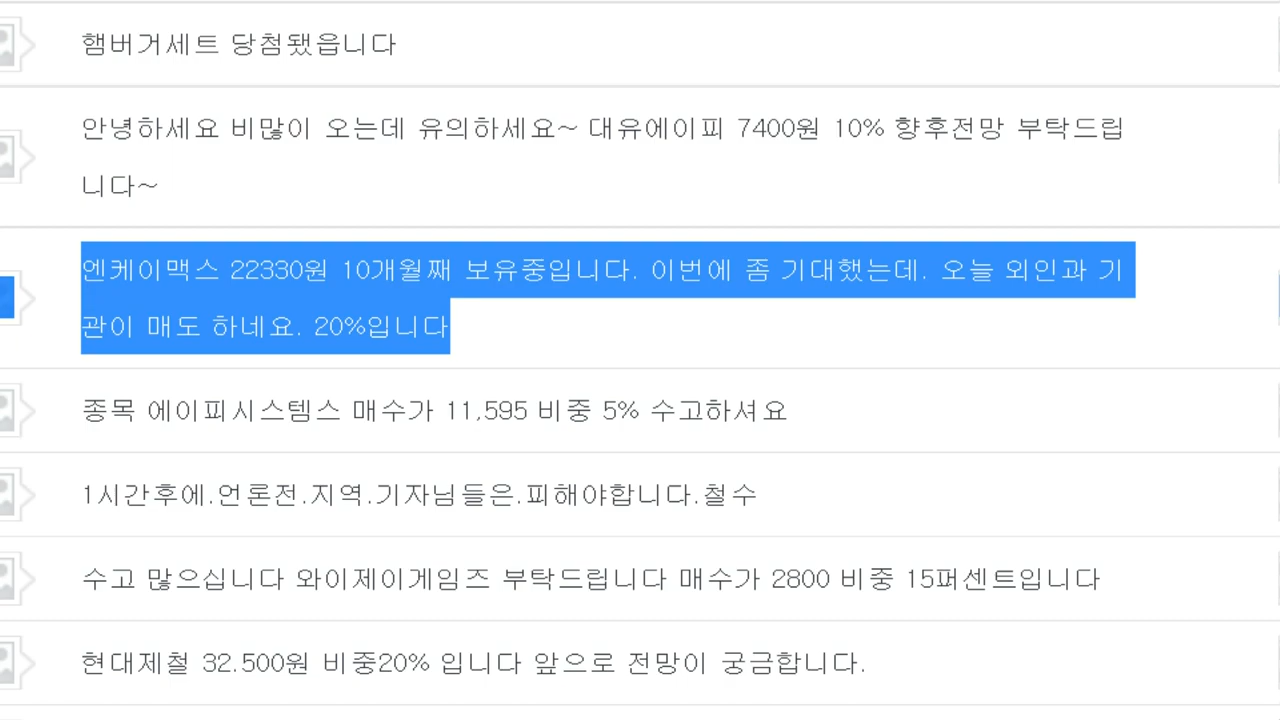 햄버거세트 당첨됐읍니다
안녕하세요 비많이 오는데 유의하세요~ 대유에이피 7400원 10% 향후전망 부탁드립
니다~
엔케이맥스 22330원 10개월째 보유중입니다. 이번에 좀 기대했는데. 오늘 외인과 기
관이 매도 하네요. 20%입니다
종목 에이피시스템스 매수가 11,595 비중 5% 수고하셔요
1시간후에.언론전.지역.기자님들은.피해야합니다.철수
수고 많으십니다 와이제이게임즈 부탁드립니다 매수가 2800 비중 15퍼센트입니다
현대제철 32.500원 비중20% 입니다 앞으로 전망이 궁금합니다.